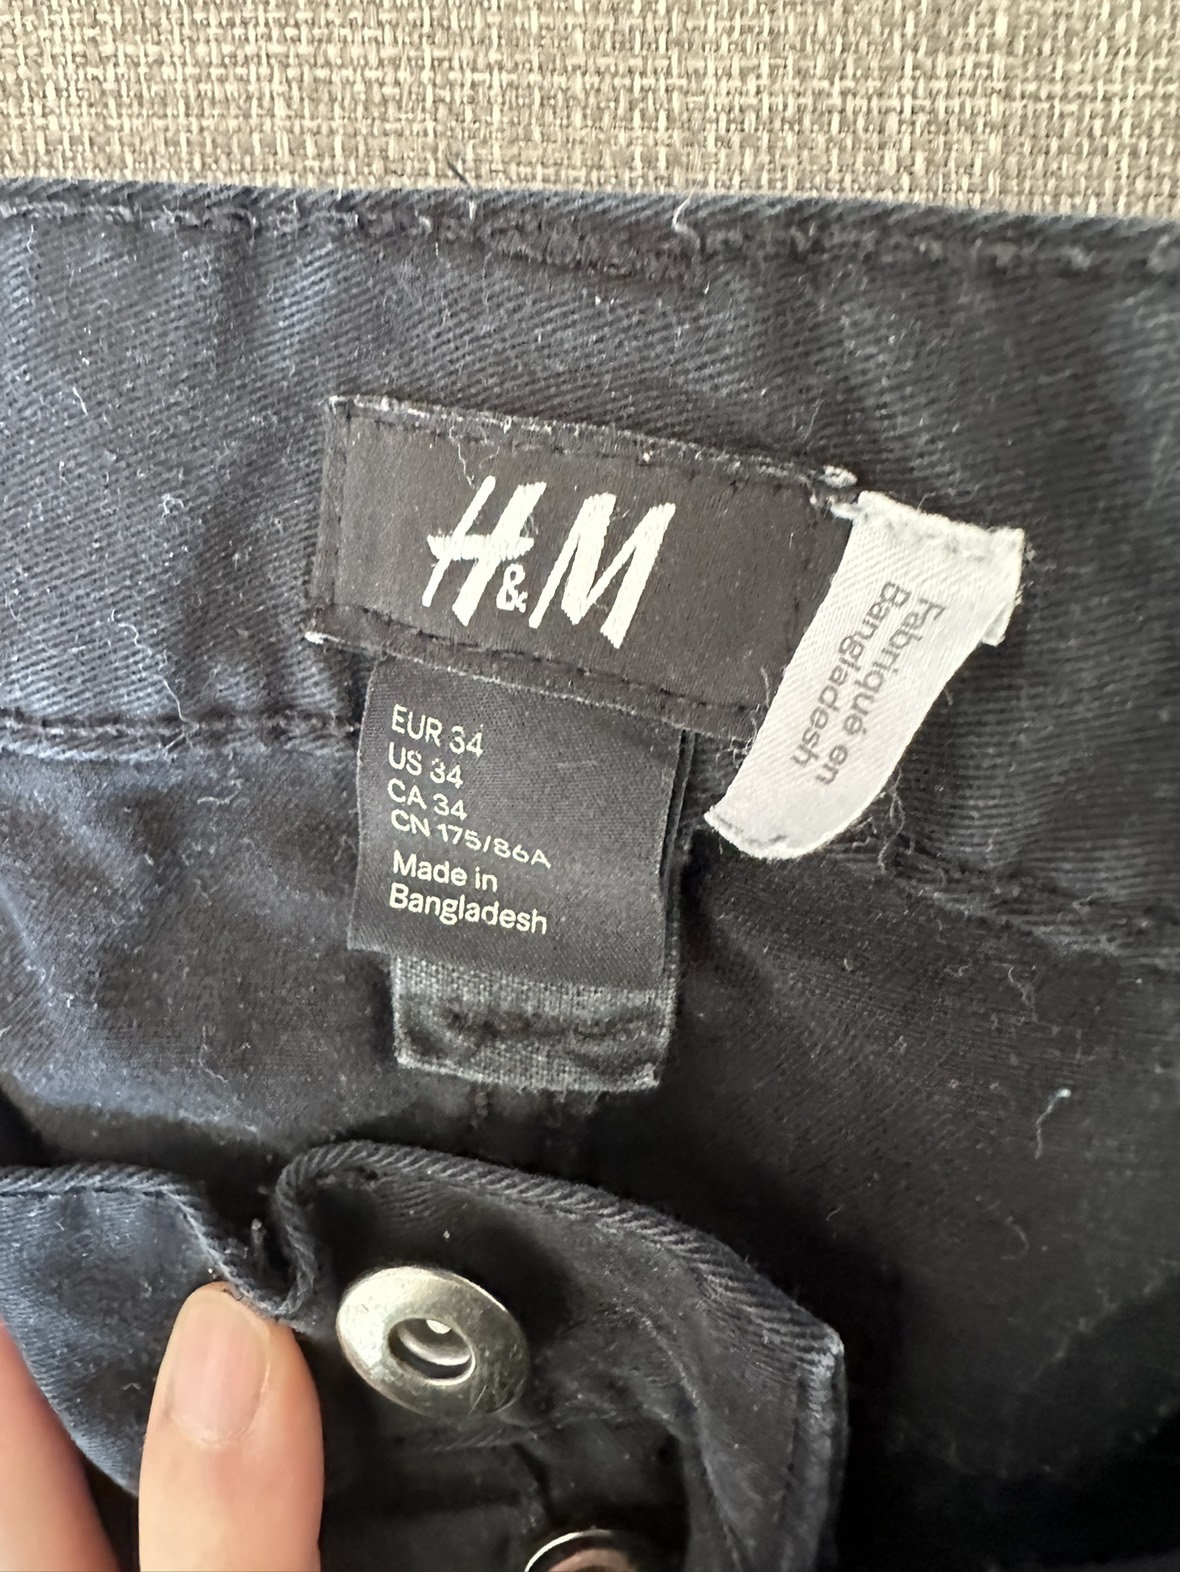 H&M
EUR 34
US 34
CA 34
CN 175/86A
Made in
Bangladesh
Fabriqué en
Bangladesh